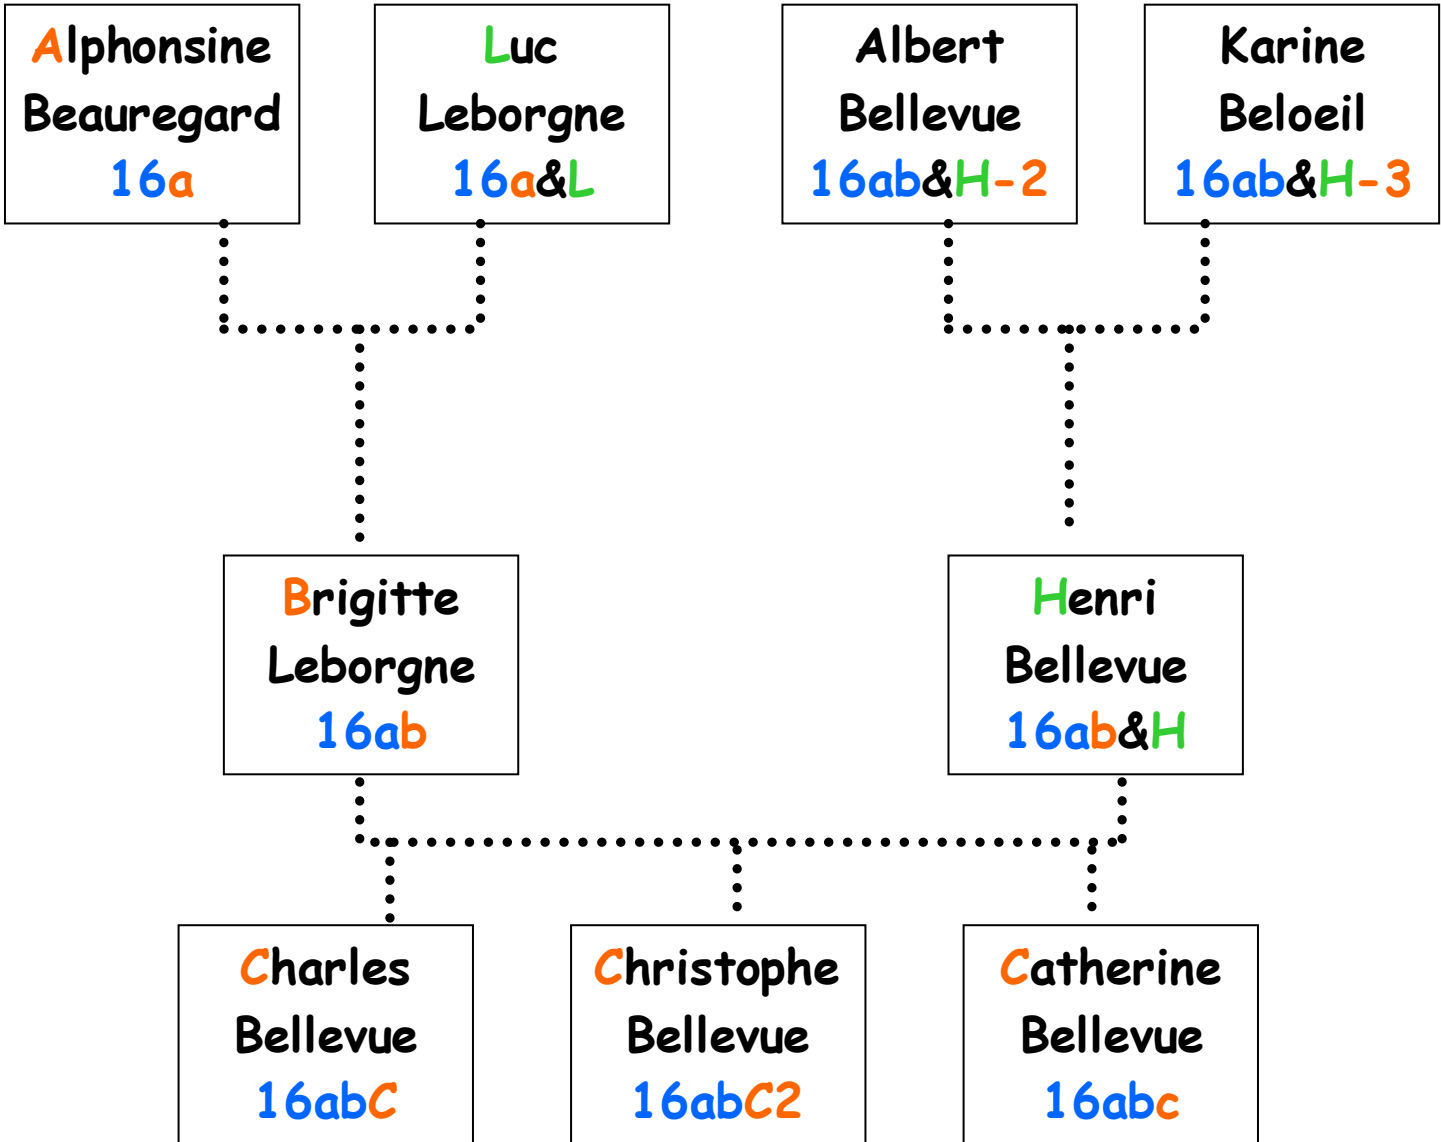 Alphonsine
Beauregard
16a
Luc
Leborgne
16a&L
Albert
Bellevue
16ab&H-2
Karine
Beloeil
16ab&H-3
Brigitte
Leborgne
16ab
Henri
Bellevue
16ab&H
Charles
Bellevue
16abC
Christophe
Bellevue
16abC2
Catherine
Bellevue
16abc